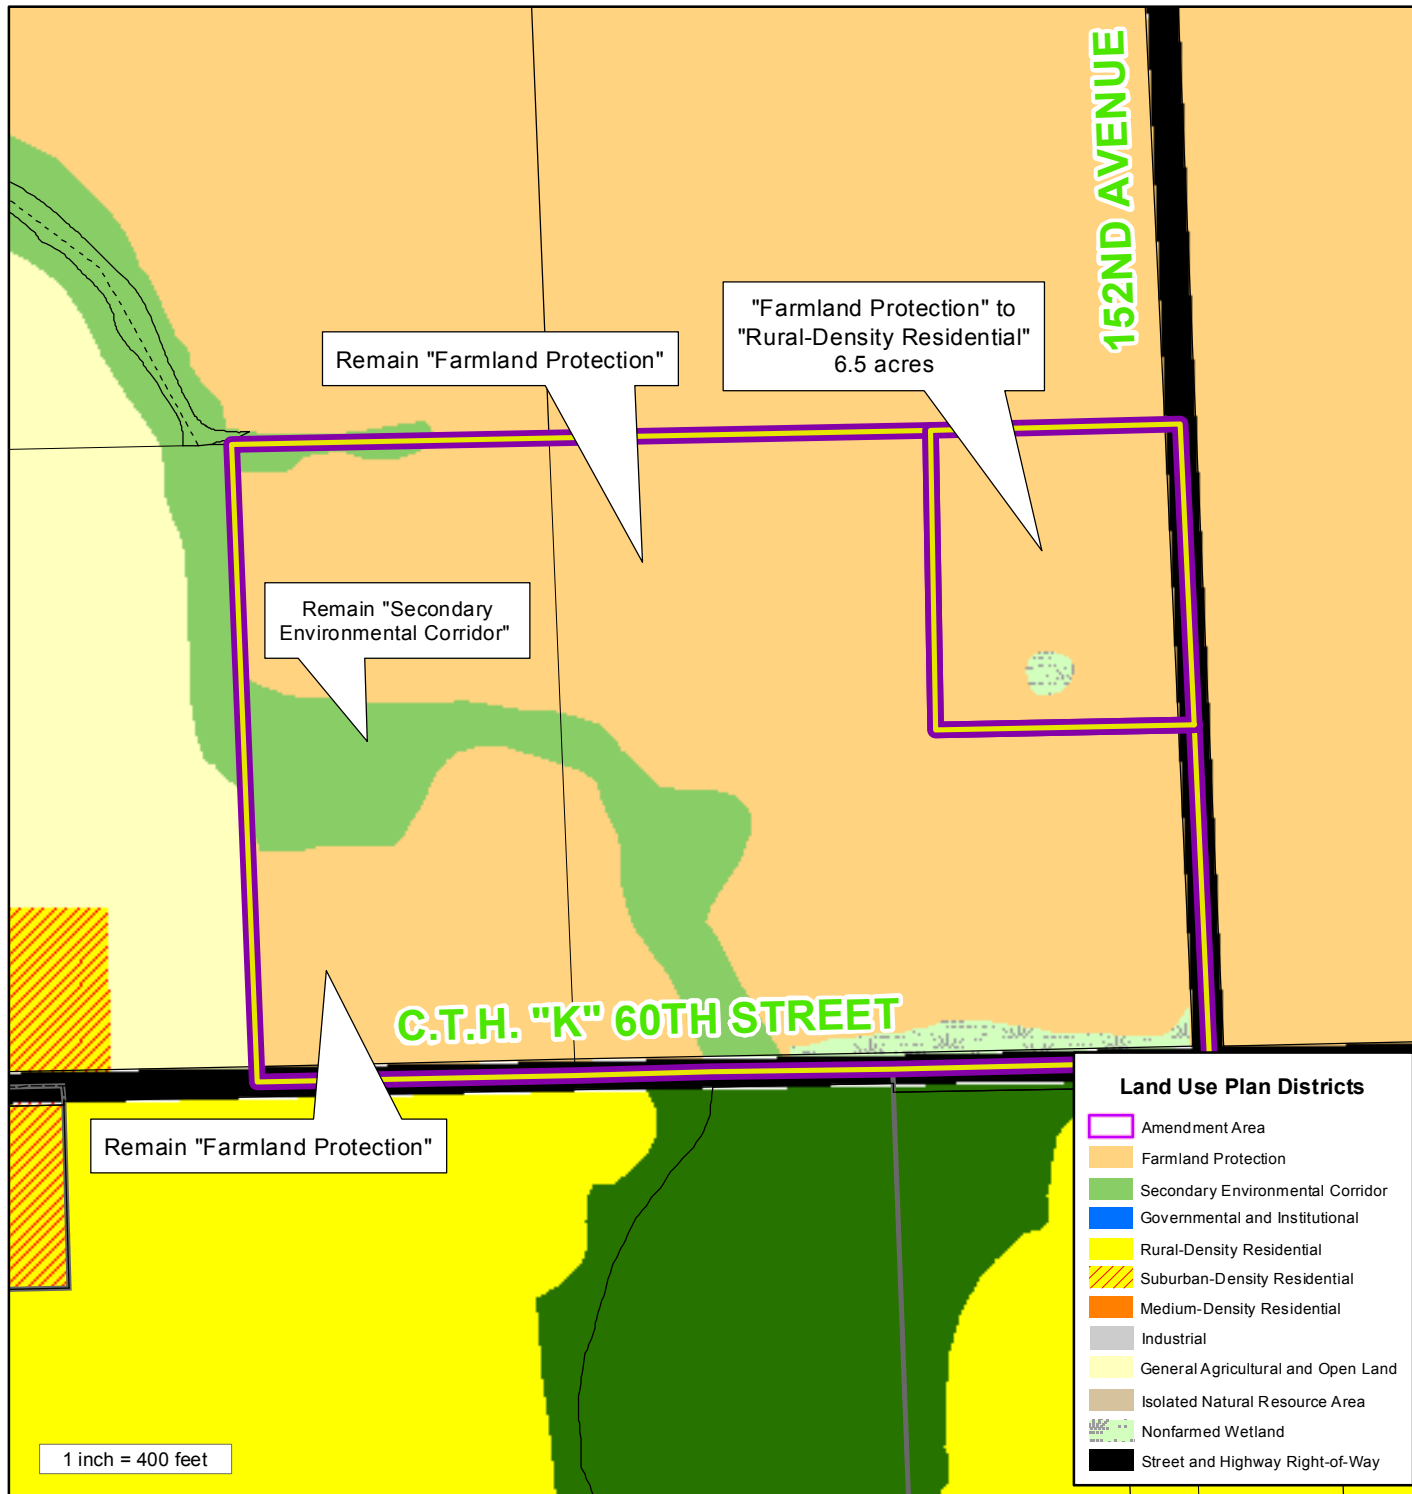 152ND AVENUE
"Farmland Protection" to
"Rural-Density Residential"
6.5 acres
Remain "Farmland Protection"
Remain "Secondary
Environmental Corridor"
C.T.H. "K" 60TH STREET
Remain "Farmland Protection"
1 inch = 400 feet
Land Use Plan Districts
Amendment Area
Farmland Protection
Secondary Environmental Corridor
Governmental and Institutional
Rural-Density Residential
Suburban-Density Residential
Medium-Density Residential
Industrial
General Agricultural and Open Land
Isolated Natural Resource Area
Nonfarmed Wetland
Street and Highway Right-of-Way